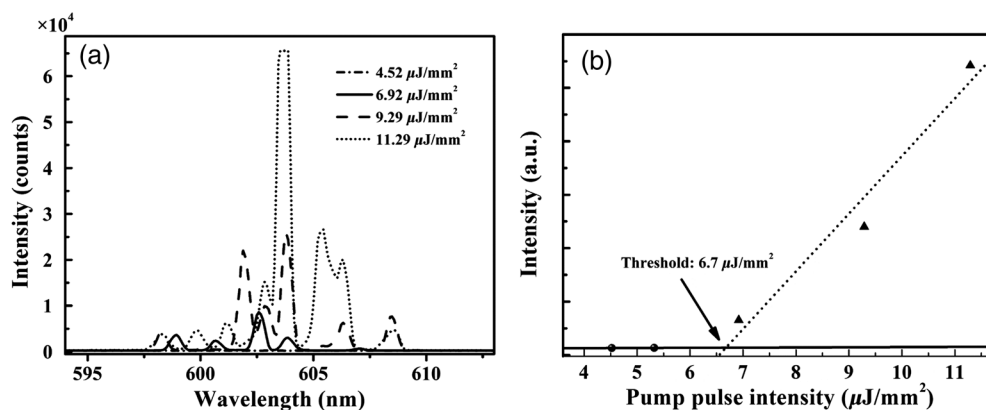 ×10⁴
(a)
4.52 μJ/mm²
6.92 μJ/mm²
9.29 μJ/mm²
11.29 μJ/mm²
Intensity (counts)
7
6
5
4
3
2
1
0
595 600 605 610
Wavelength (nm)
(b)
Intensity (a.u.)
Threshold: 6.7 μJ/mm²
4 5 6 7 8 9 10 11
Pump pulse intensity (μJ/mm²)